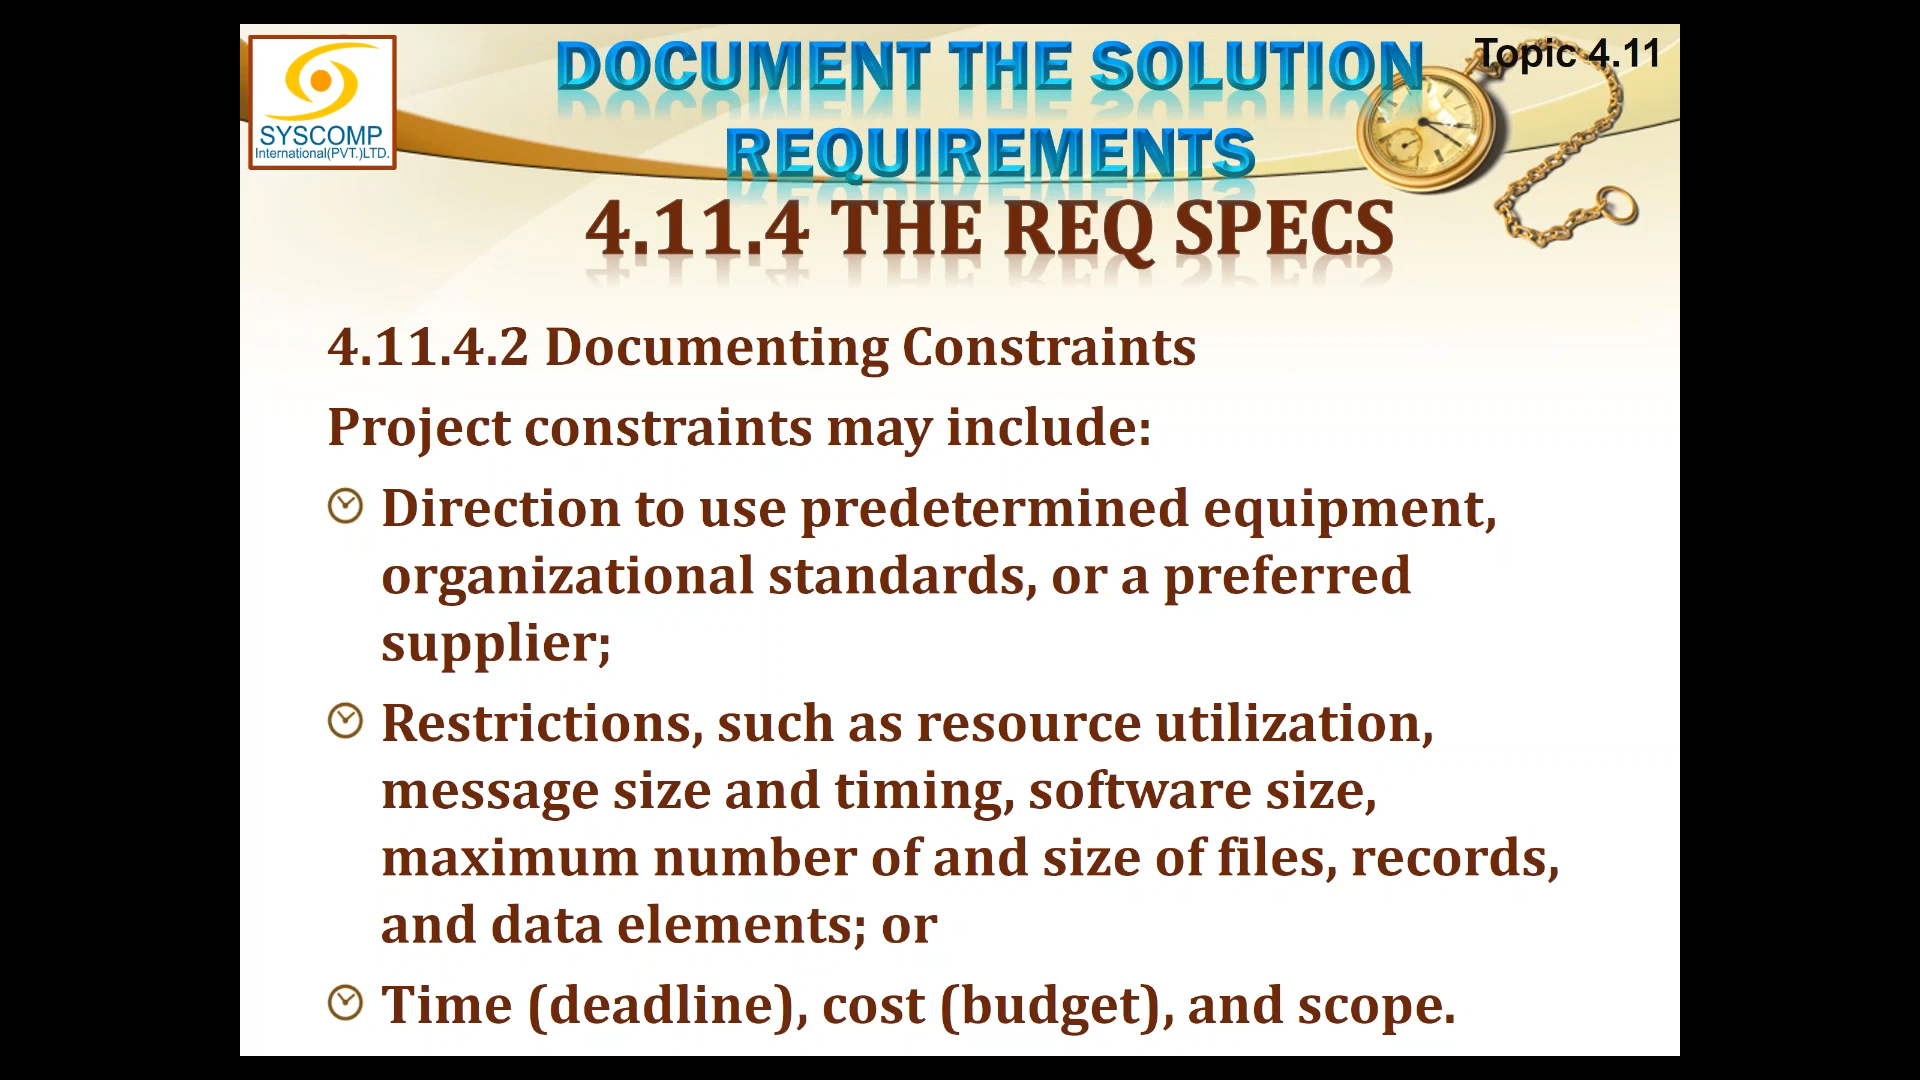 Topic 4.11
DOCUMENT THE SOLUTION
REQUIREMENTS
SYSCOMP
International(PVT.)LTD.
4.11.4 THE REQ SPECS
4.11.4.2 Documenting Constraints
Project constraints may include:
Direction to use predetermined equipment,
organizational standards, or a preferred
supplier;
Restrictions, such as resource utilization,
message size and timing, software size,
maximum number of and size of files, records,
and data elements; or
Time (deadline), cost (budget), and scope.